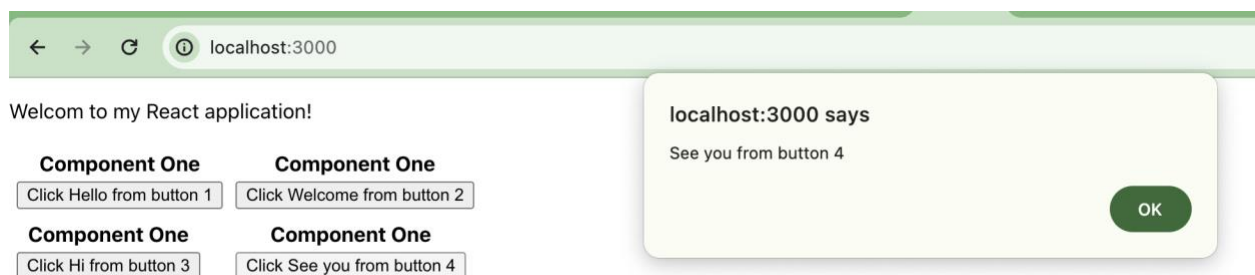 localhost:3000
Welcom to my React application!
localhost:3000 says
See you from button 4
OK
Component One Component One
Click Hello from button 1 Click Welcome from button 2
Component One Component One
Click Hi from button 3 Click See you from button 4